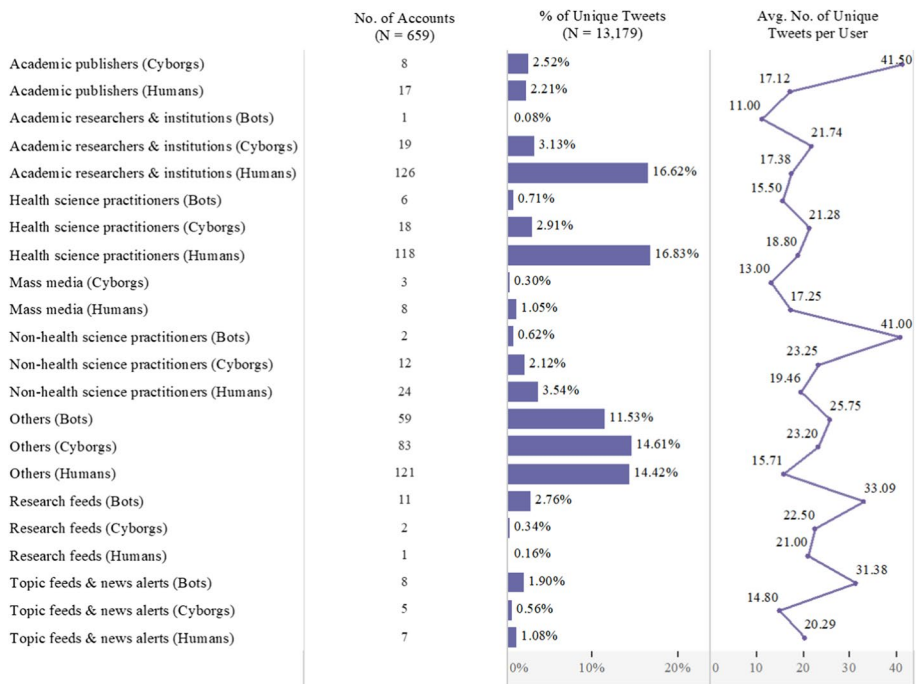 No. of Accounts % of Unique Tweets Avg. No. of Unique
(N = 659) (N = 13,179) Tweets per User
Academic publishers (Cyborgs) 8 2.52% 41.50
Academic publishers (Humans) 17 2.21% 17.12
Academic researchers & institutions (Bots) 1 0.08% 11.00
Academic researchers & institutions (Cyborgs) 19 3.13% 21.74
Academic researchers & institutions (Humans) 126 16.62% 17.38
Health science practitioners (Bots) 6 0.71% 15.50
Health science practitioners (Cyborgs) 18 2.91% 21.28
Health science practitioners (Humans) 118 16.83% 18.80
Mass media (Cyborgs) 3 0.30% 13.00
Mass media (Humans) 8 1.05% 17.25
Non-health science practitioners (Bots) 2 0.62% 41.00
Non-health science practitioners (Cyborgs) 12 2.12% 23.25
Non-health science practitioners (Humans) 24 3.54% 19.46
Others (Bots) 59 11.53% 25.75
Others (Cyborgs) 83 14.61% 23.20
Others (Humans) 121 14.42% 15.71
Research feeds (Bots) 11 2.76% 33.09
Research feeds (Cyborgs) 2 0.34% 22.50
Research feeds (Humans) 1 0.16% 21.00
Topic feeds & news alerts (Bots) 8 1.90% 31.38
Topic feeds & news alerts (Cyborgs) 5 0.56% 14.80
Topic feeds & news alerts (Humans) 7 1.08% 20.29
0% 10% 20% 0 10 20 30 40